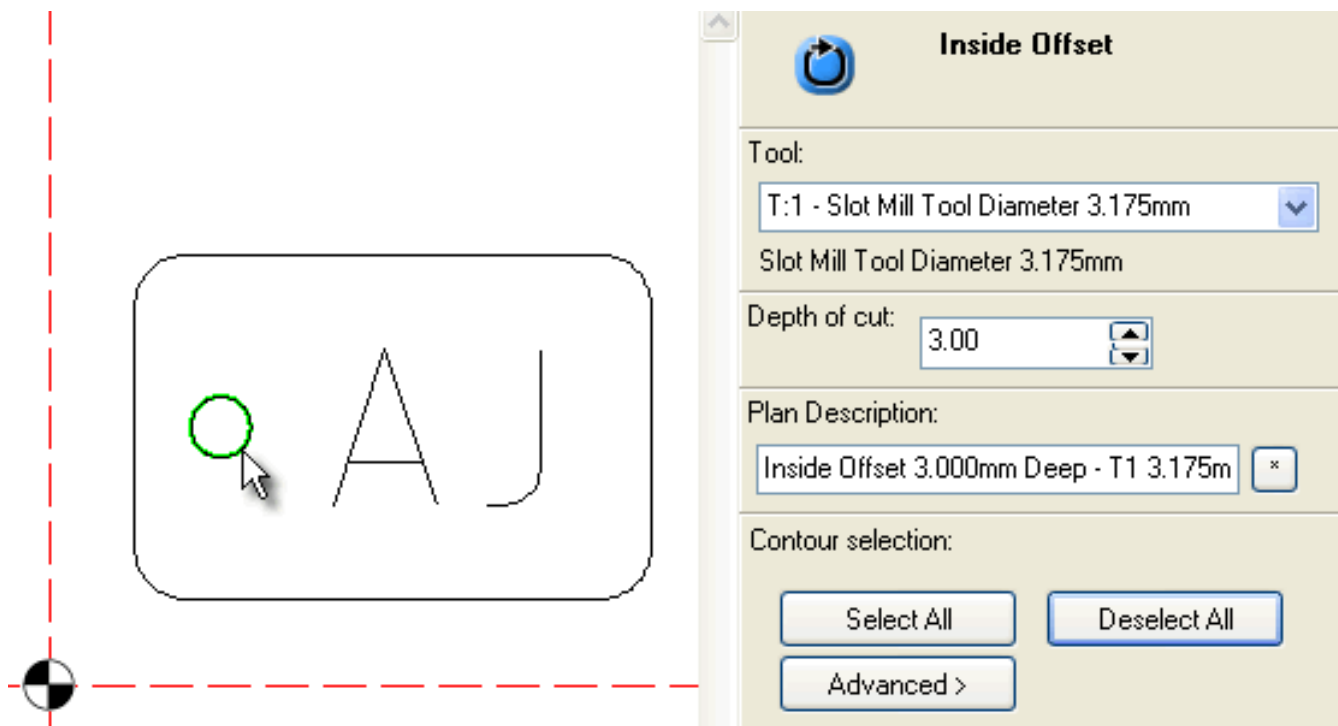 Inside Offset
Tool:
T:1 - Slot Mill Tool Diameter 3.175mm
Slot Mill Tool Diameter 3.175mm
Depth of cut:
3.00
Plan Description:
Inside Offset 3.000mm Deep - T1 3.175m
*
Contour selection:
Select All
Deselect All
Advanced >
A J